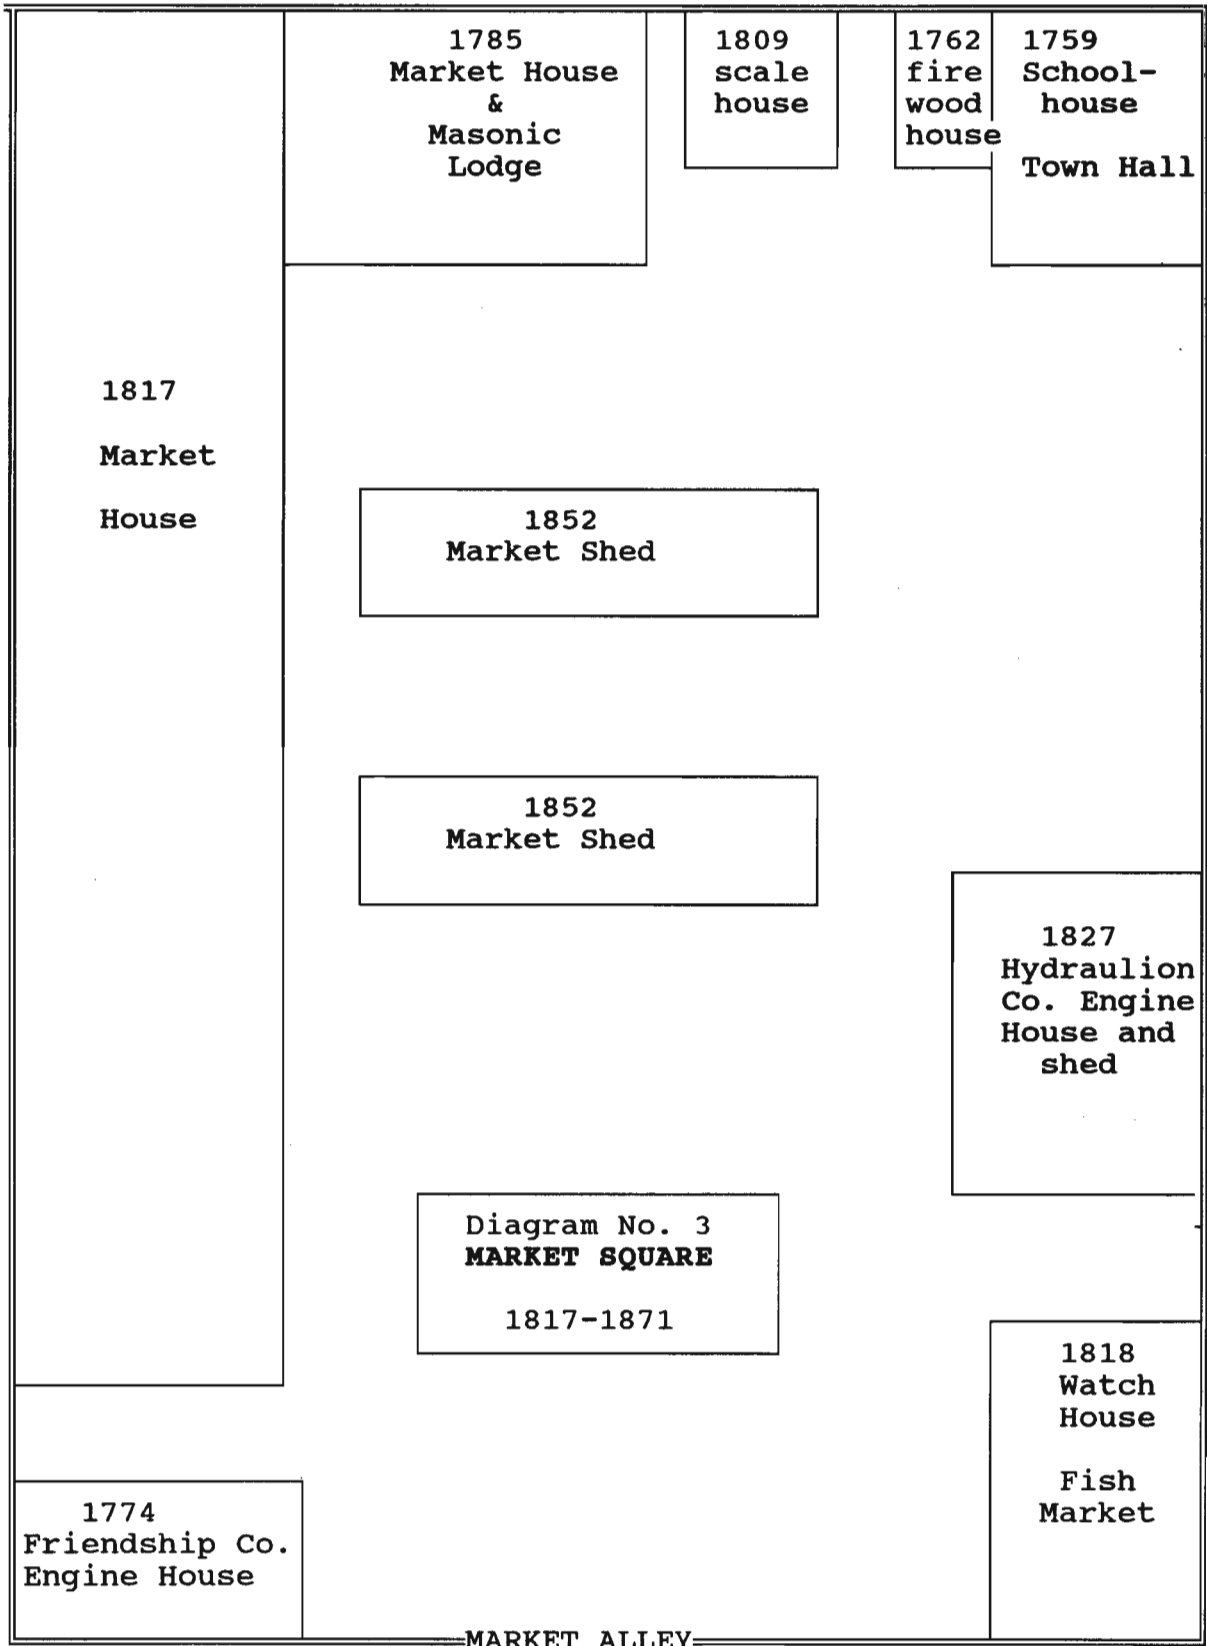 1785
Market House
&
Masonic
Lodge
1809
scale
house
1762
fire
wood
house
1759
School-
house
Town Hall
1817
Market
House
1852
Market Shed
1852
Market Shed
1827
Hydraulion
Co. Engine
House and
shed
Diagram No. 3
MARKET SQUARE
1817-1871
1818
Watch
House
Fish
Market
1774
Friendship Co.
Engine House
MARKET ALLEY